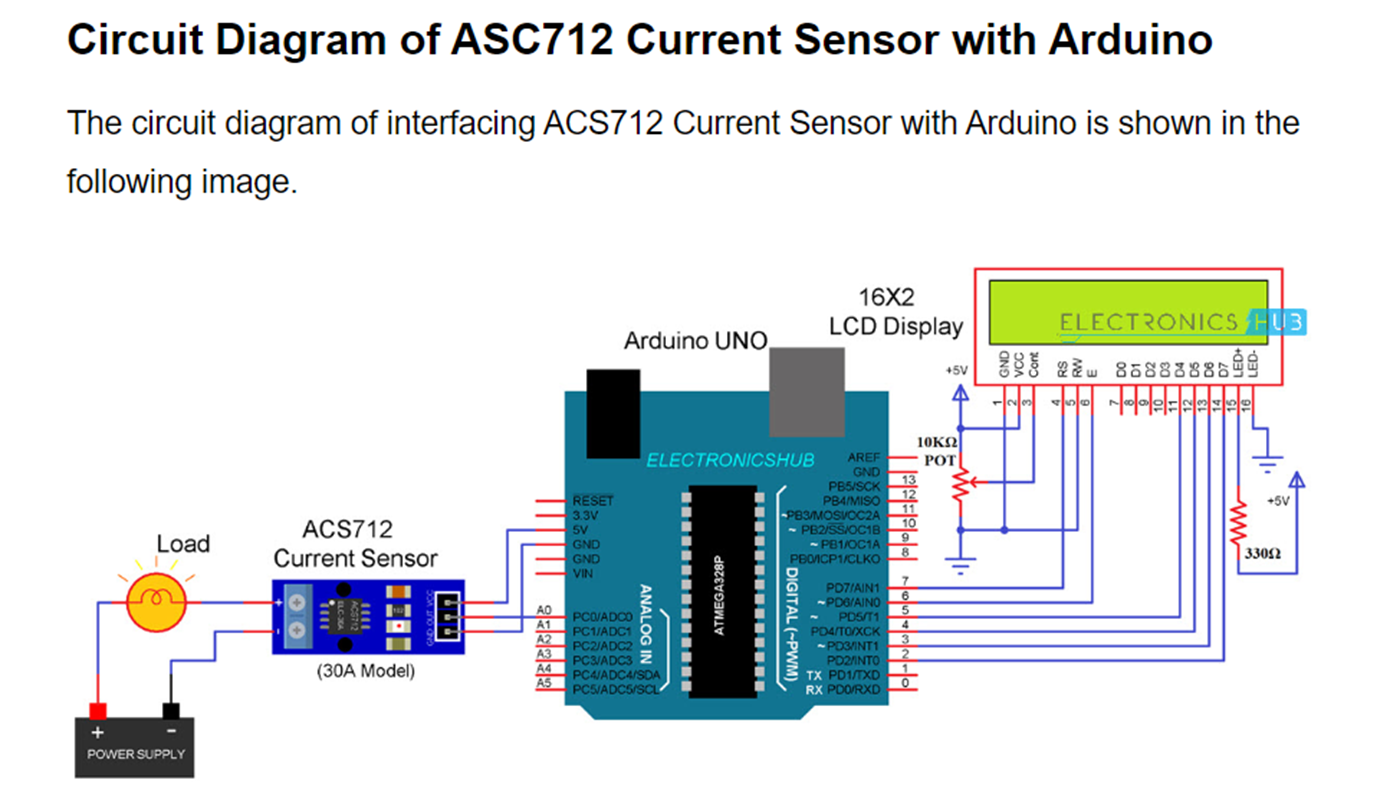 Circuit Diagram of ASC712 Current Sensor with Arduino
The circuit diagram of interfacing ACS712 Current Sensor with Arduino is shown in the
following image.
16X2
LCD Display
ELECTRONICS HUB
Arduino UNO
+5V
GND
VCC
Cont
RS
RW
E
D0
D1
D2
D3
D4
D5
D6
D7
LED+
LED-
1
2
3
4
5
6
7
8
9
10
11
12
13
14
15
16
10KΩ
POT
+5V
330Ω
ELECTRONICSHUB
RESET
3.3V
5V
GND
GND
VIN
A0 PC0/ADC0
A1 PC1/ADC1
A2 PC2/ADC2
A3 PC3/ADC3
A4 PC4/ADC4/SDA
A5 PC5/ADC5/SCL
ANALOG IN
ATMEGA328P
DIGITAL (~PWM)
AREF
GND
PB5/SCK 13
PB4/MISO 12
~PB3/MOSI/OC2A 11
~ PB2/SS/OC1B 10
~ PB1/OC1A 9
PB0/ICP1/CLKO 8
PD7/AIN1 7
~PD6/AIN0 6
~ PD5/T1 5
PD4/T0/XCK 4
~PD3/INT1 3
PD2/INT0 2
TX PD1/TXD 1
RX PD0/RXD 0
Load
ACS712
Current Sensor
+
-
ACS712
ELC-30A
102
GND OUT VCC
(30A Model)
+ -
POWER SUPPLY